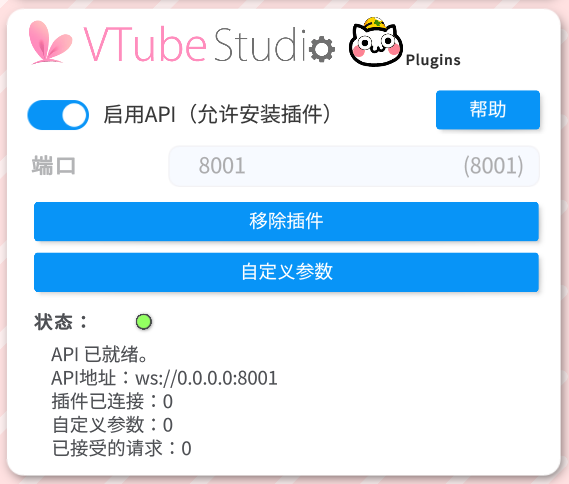 VTubeStudio Plugins
启用API（允许安装插件） 帮助
端口 8001 (8001)
移除插件
自定义参数
状态：
API 已就绪。
API地址：ws://0.0.0.0:8001
插件已连接：0
自定义参数：0
已接受的请求：0